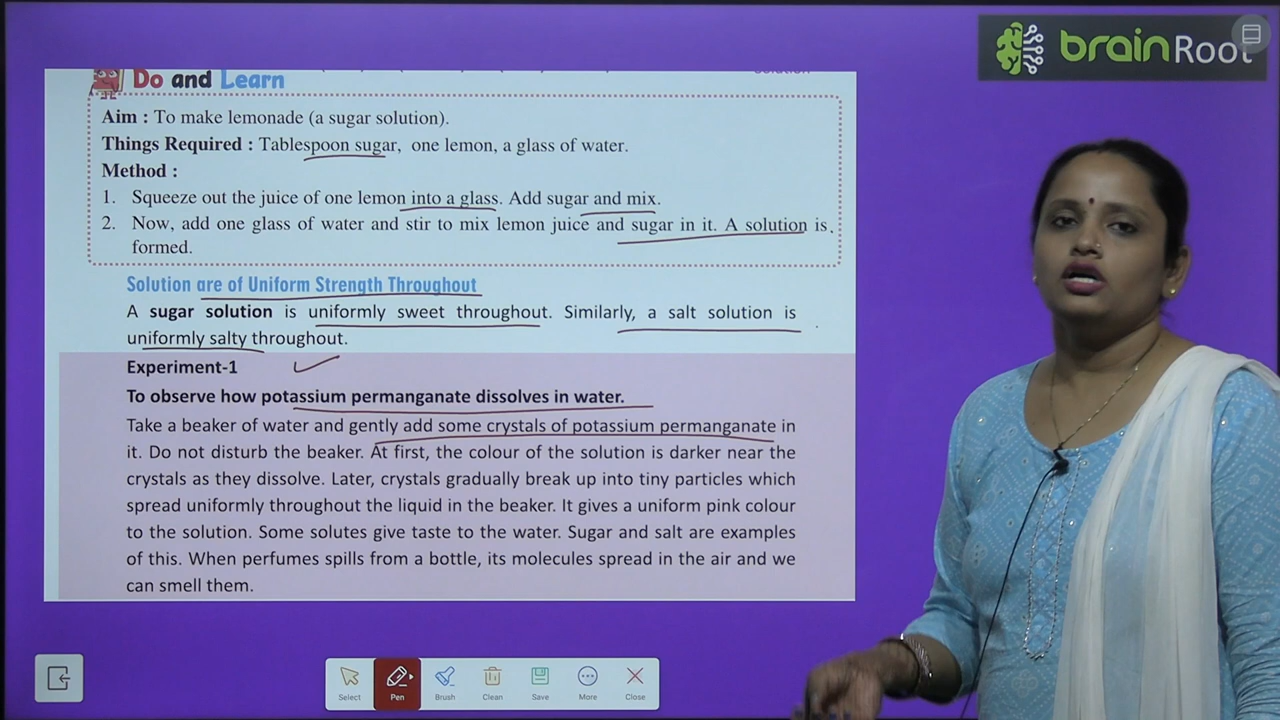 brainRoot
Do and Learn
Aim : To make lemonade (a sugar solution).
Things Required : Tablespoon sugar, one lemon, a glass of water.
Method :
1. Squeeze out the juice of one lemon into a glass. Add sugar and mix.
2. Now, add one glass of water and stir to mix lemon juice and sugar in it. A solution is
formed.
Solution are of Uniform Strength Throughout
A sugar solution is uniformly sweet throughout. Similarly, a salt solution is
uniformly salty throughout.
Experiment-1
To observe how potassium permanganate dissolves in water.
Take a beaker of water and gently add some crystals of potassium permanganate in
it. Do not disturb the beaker. At first, the colour of the solution is darker near the
crystals as they dissolve. Later, crystals gradually break up into tiny particles which
spread uniformly throughout the liquid in the beaker. It gives a uniform pink colour
to the solution. Some solutes give taste to the water. Sugar and salt are examples
of this. When perfumes spills from a bottle, its molecules spread in the air and we
can smell them.
Select Pen Brush Clean Save More Close